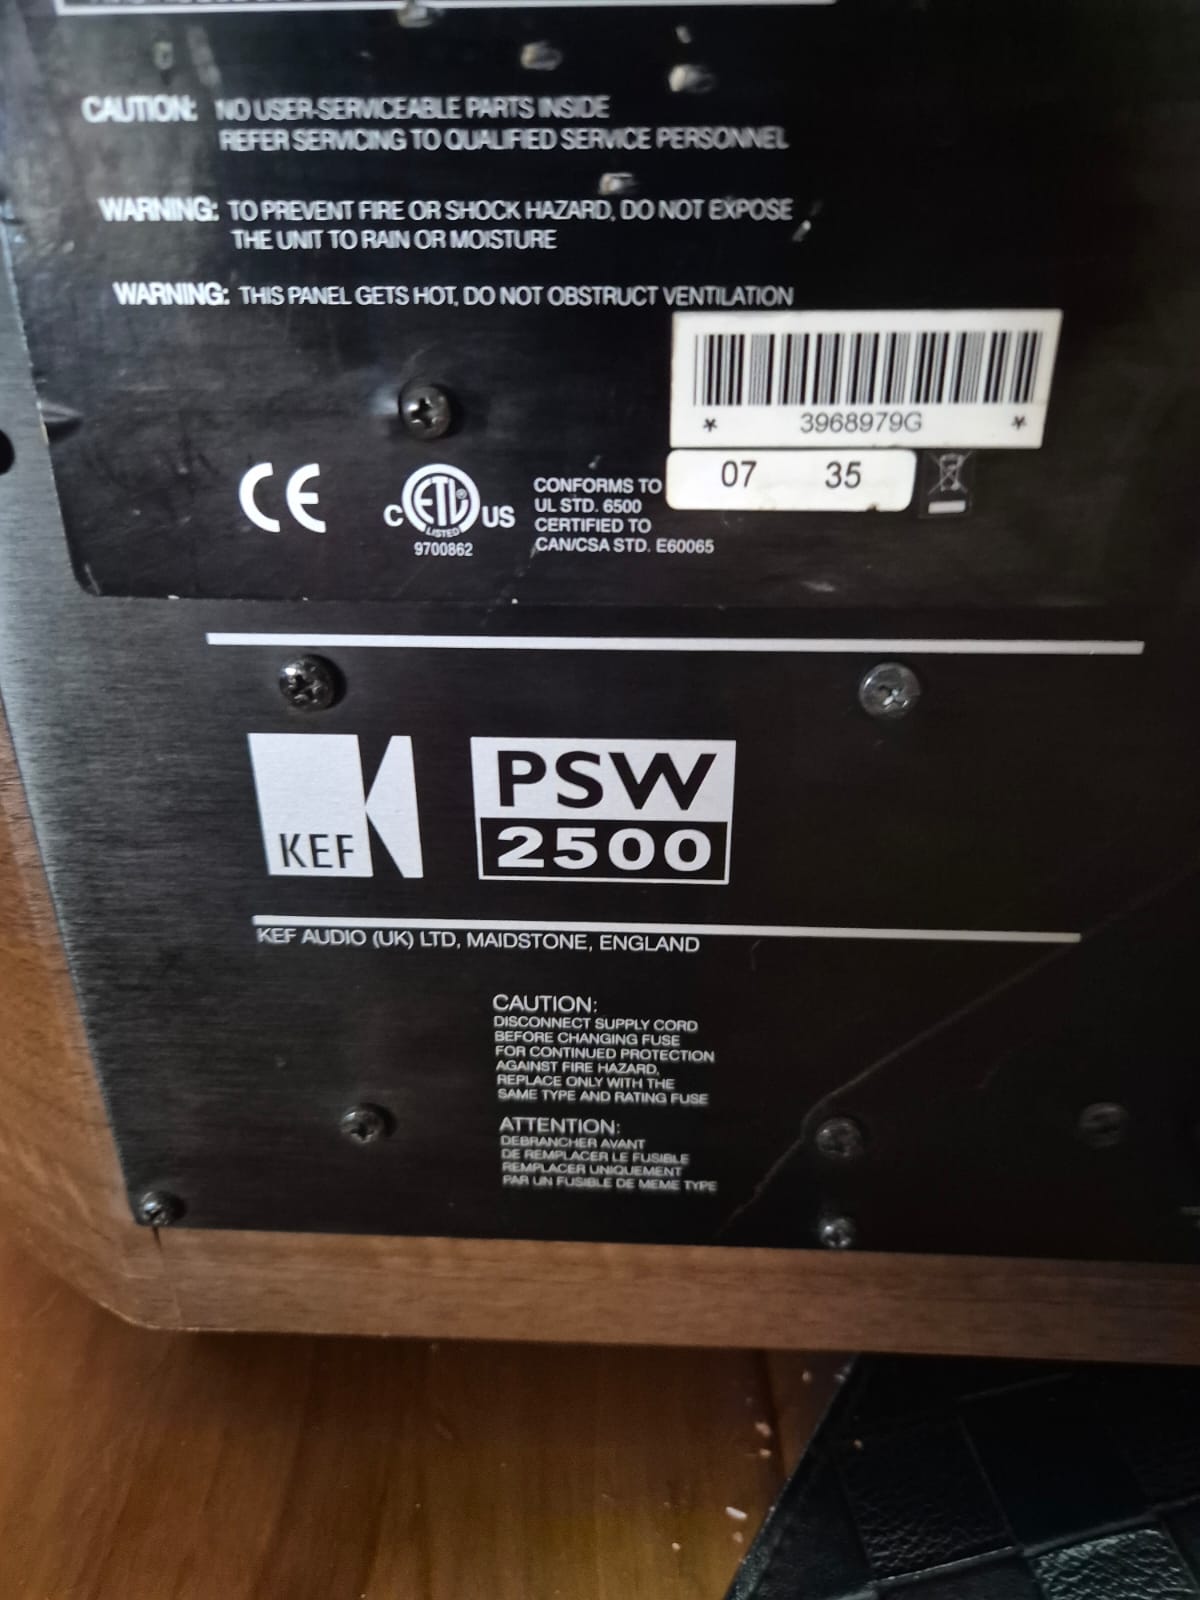 CAUTION: NO USER-SERVICEABLE PARTS INSIDE
REFER SERVICING TO QUALIFIED SERVICE PERSONNEL
WARNING: TO PREVENT FIRE OR SHOCK HAZARD, DO NOT EXPOSE
THE UNIT TO RAIN OR MOISTURE
WARNING: THIS PANEL GETS HOT, DO NOT OBSTRUCT VENTILATION
* 3968979G *
07 35
CE
C ETL® US
LISTED
9700862
CONFORMS TO
UL STD. 6500
CERTIFIED TO
CAN/CSA STD. E60065
KEF
PSW
2500
KEF AUDIO (UK) LTD, MAIDSTONE, ENGLAND
CAUTION:
DISCONNECT SUPPLY CORD
BEFORE CHANGING FUSE
FOR CONTINUED PROTECTION
AGAINST FIRE HAZARD,
REPLACE ONLY WITH THE
SAME TYPE AND RATING FUSE
ATTENTION:
DEBRANCHER AVANT
DE REMPLACER LE FUSIBLE
REMPLACER UNIQUEMENT
PAR UN FUSIBLE DE MEME TYPE